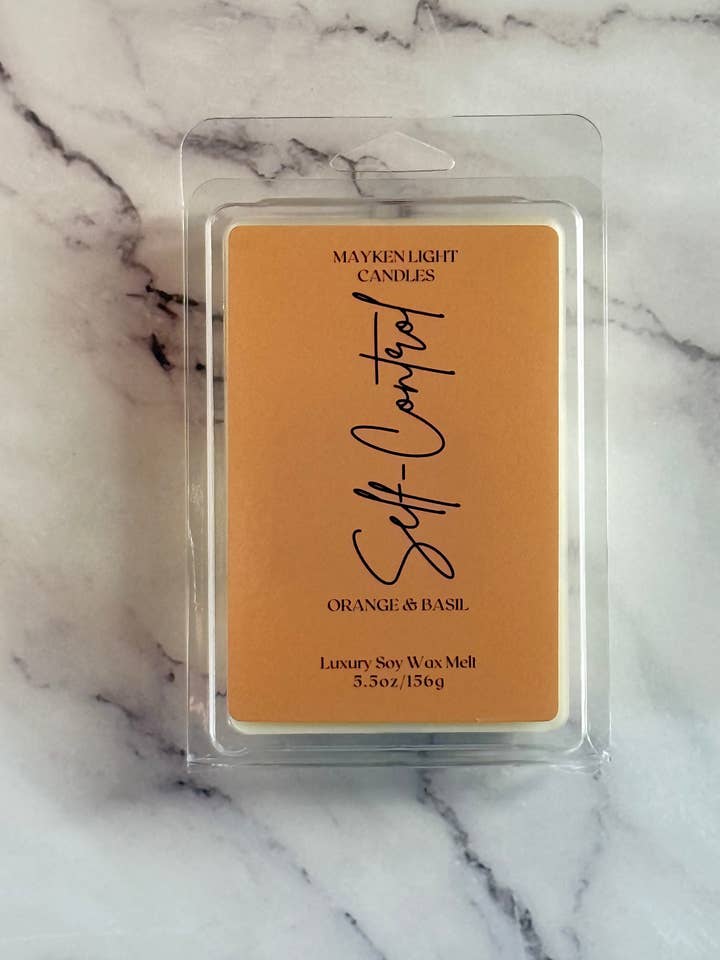 MAYKEN LIGHT
CANDLES
Self-Control
ORANGE & BASIL
Luxury Soy Wax Melt
5.5oz/156g